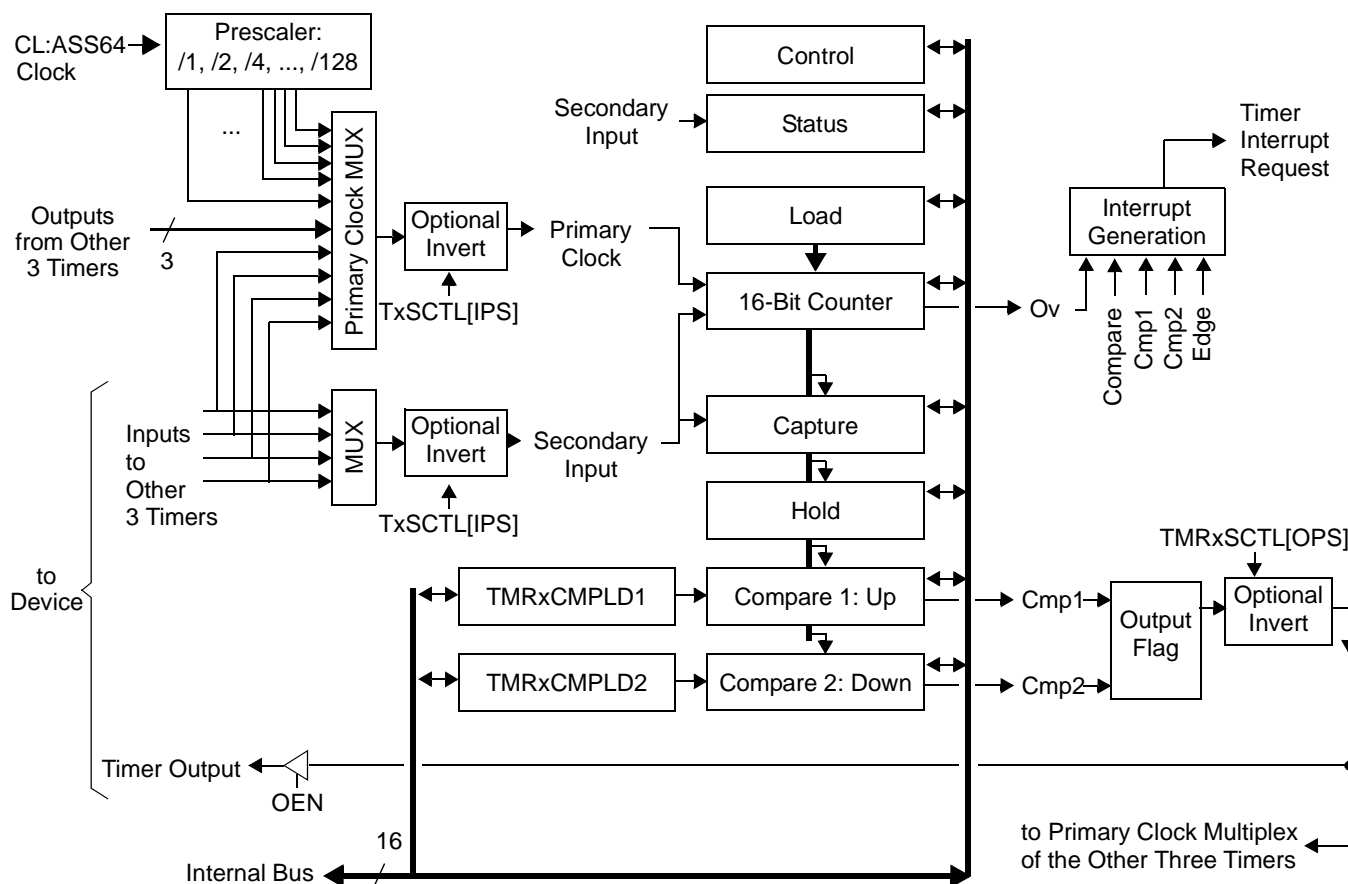 CL:ASS64
Clock
Prescaler:
/1, /2, /4, ..., /128
...
Primary Clock MUX
Outputs
from Other
3 Timers
3
Optional
Invert
TxSCTL[IPS]
Primary
Clock
Control
Secondary
Input
Status
Load
16-Bit Counter
Ov
Timer
Interrupt
Request
Interrupt
Generation
Compare
Cmp1
Cmp2
Edge
Inputs
to
Other
3 Timers
MUX
Optional
Invert
TxSCTL[IPS]
Secondary
Input
Capture
Hold
to
Device
TMRxCMPLD1
Compare 1: Up
Cmp1
TMRxCMPLD2
Compare 2: Down
Cmp2
Output
Flag
TMRxSCTL[OPS]
Optional
Invert
Timer Output
OEN
16
Internal Bus
to Primary Clock Multiplex
of the Other Three Timers